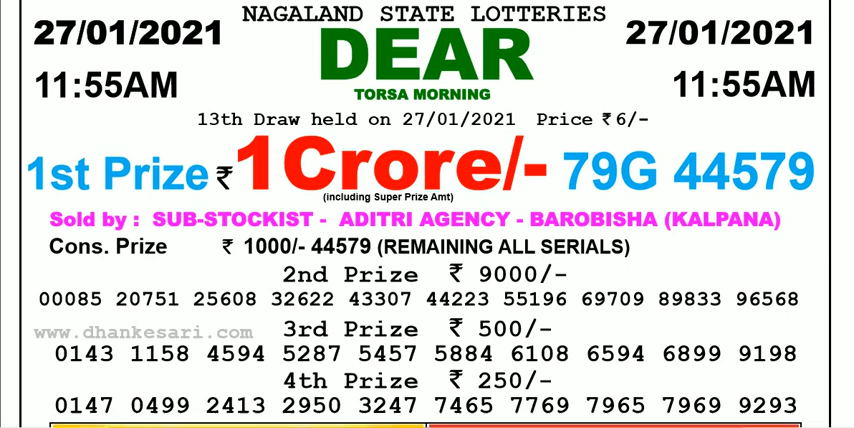 NAGALAND STATE LOTTERIES
27/01/2021 DEAR 27/01/2021
11:55AM TORSA MORNING 11:55AM
13th Draw held on 27/01/2021 Price ₹ 6/-
1st Prize ₹ 1Crore/- 79G 44579
(including Super Prize Amt)
Sold by : SUB-STOCKIST - ADITRI AGENCY - BAROBISHA (KALPANA)
Cons. Prize ₹ 1000/- 44579 (REMAINING ALL SERIALS)
2nd Prize ₹ 9000/-
00085 20751 25608 32622 43307 44223 55196 69709 89833 96568
www.dhankesari.com 3rd Prize ₹ 500/-
0143 1158 4594 5287 5457 5884 6108 6594 6899 9198
4th Prize ₹ 250/-
0147 0499 2413 2950 3247 7465 7769 7965 7969 9293